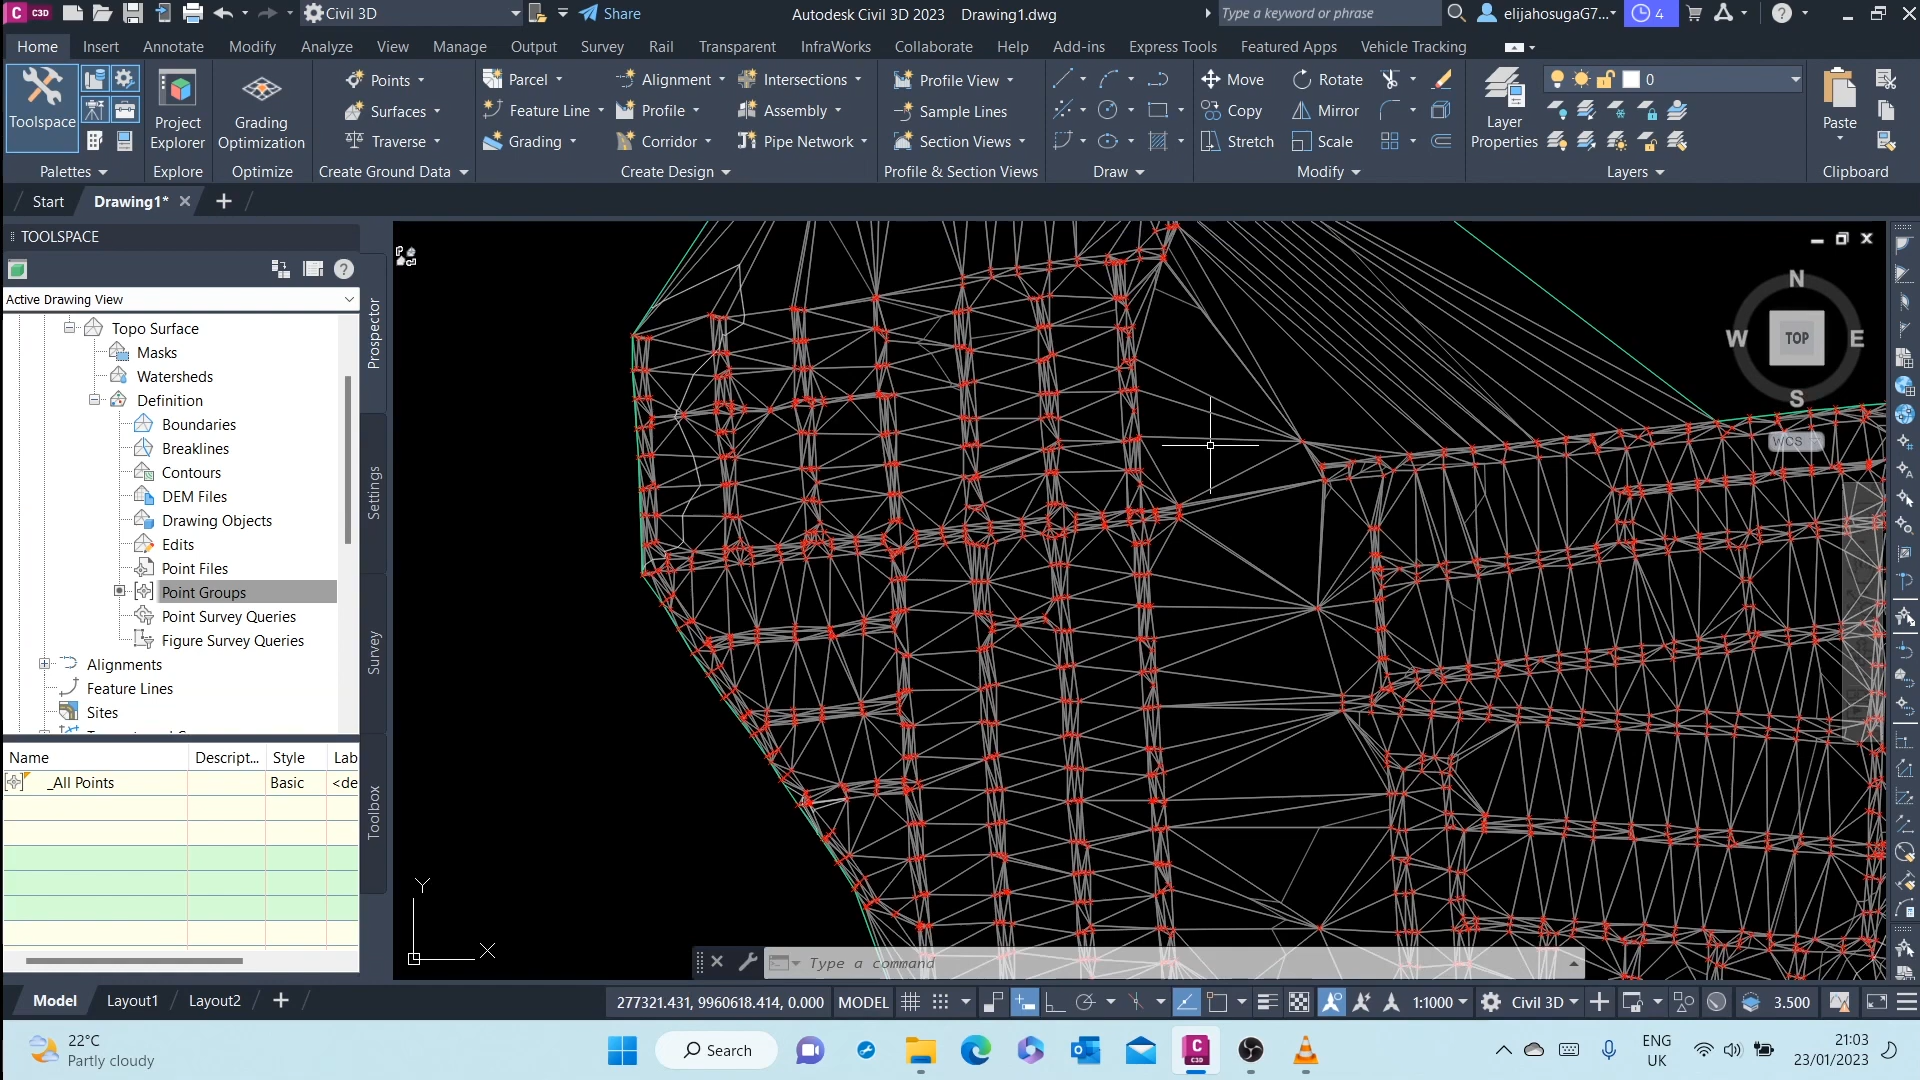 C C3D Civil 3D Share Autodesk Civil 3D 2023 Drawing1.dwg Type a keyword or phrase elijahosugaG7... 4
Home Insert Annotate Modify Analyze View Manage Output Survey Rail Transparent InfraWorks Collaborate Help Add-ins Express Tools Featured Apps Vehicle Tracking
Points Parcel Alignment Intersections Profile View Move Rotate 0
Toolspace Project Explorer Grading Optimization Surfaces Feature Line Profile Assembly Sample Lines Copy Mirror Layer Properties Paste
Traverse Grading Corridor Pipe Network Section Views Stretch Scale
Palettes Explore Optimize Create Ground Data Create Design Profile & Section Views Draw Modify Layers Clipboard
Start Drawing1* +
TOOLSPACE
Active Drawing View
Topo Surface
Masks
Watersheds
Definition
Boundaries
Breaklines
Contours
DEM Files
Drawing Objects
Edits
Point Files
Point Groups
Point Survey Queries
Figure Survey Queries
Alignments
Feature Lines
Sites
Prospector
Settings
Survey
Toolbox
Name Descript... Style Lab
_All Points Basic <de
N
W TOP E
S
WCS
Y
X
Type a command
Model Layout1 Layout2 + 277321.431, 9960618.414, 0.000 MODEL 1:1000 Civil 3D 3.500
22°C
Partly cloudy
Search
ENG
UK
21:03
23/01/2023